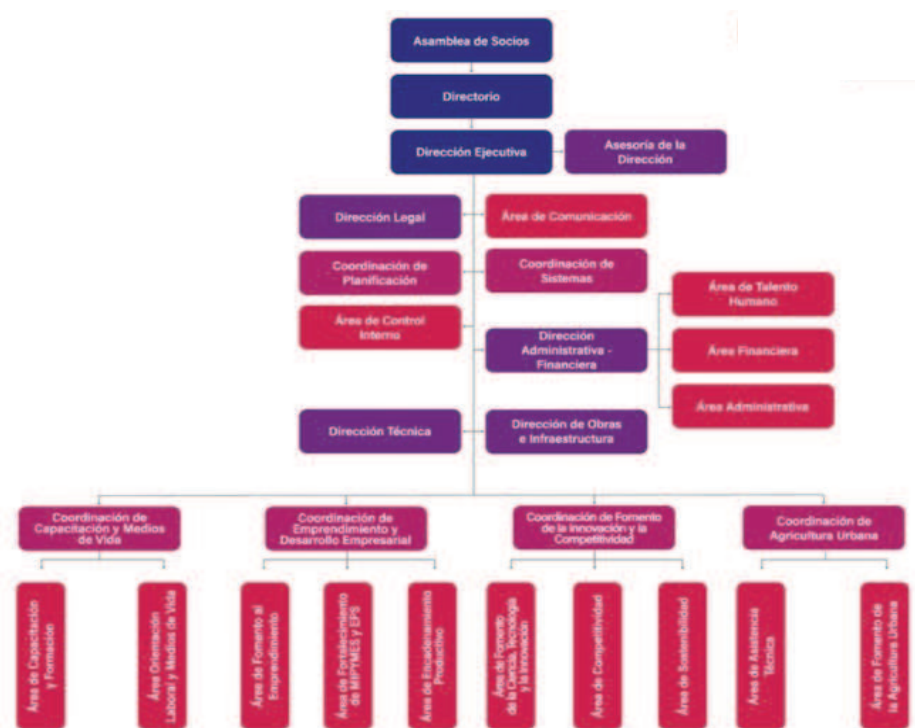 Asamblea de Socios
Directorio
Dirección Ejecutiva
Asesoría de la
Dirección
Dirección Legal
Área de Comunicación
Coordinación de
Planificación
Coordinación de
Sistemas
Área de Talento
Humano
Área de Control
Interno
Dirección
Administrativa -
Financiera
Área Financiera
Área Administrativa
Dirección Técnica
Dirección de Obras
e Infraestructura
Coordinación de
Capacitación y Medios
de Vida
Coordinación de
Emprendimiento y
Desarrollo Empresarial
Coordinación de Fomento
de la Innovación y la
Competitividad
Coordinación de
Agricultura Urbana
Área de Capacitación
y Formación
Área Orientación
Laboral y Medios de Vida
Área de Fomento al
Emprendimiento
Área de Fortalecimiento
de MIPYMES y EPS
Área de Encadenamiento
Productivo
Área de Fomento
de la Ciencia, Tecnología
y la Innovación
Área de Competitividad
Área de Sostenibilidad
Área de Asistencia
Técnica
Área de Fomento de
la Agricultura Urbana